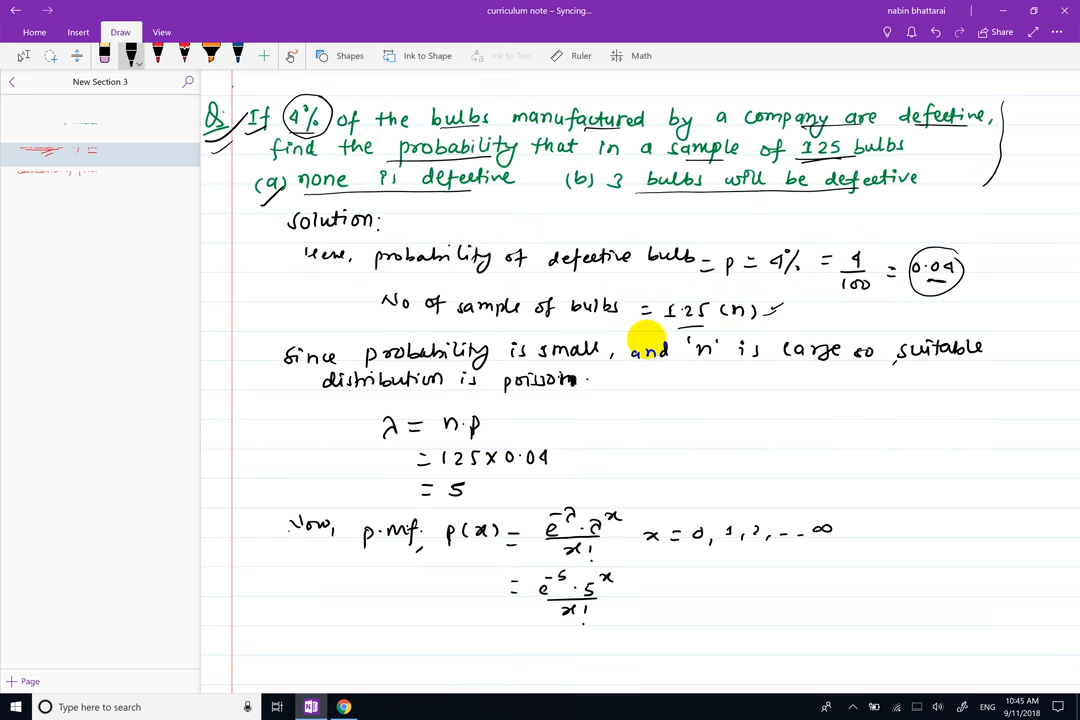 curriculum note – Syncing...
nabin bhattarai
Home Insert Draw View
Share
Shapes Ink to Shape Ink to Text Ruler Math
New Section 3
Q: If 4% of the bulbs manufactured by a company are defective,
find the probability that in a sample of 125 bulbs
(a) none is defective (b) 3 bulbs will be defective
Solution:
Here, probability of defective bulb = p = 4% = 4/100 = 0.04
No of sample of bulbs = 125 (n)
Since probability is small, and 'n' is large so, suitable
distribution is poisson.
λ = n.p
= 125 × 0.04
= 5
Now, p.mf, p(x) = e^-λ . λ^x / x! x = 0, 1, 2, - - ∞
= e^-5 . 5^x / x!
+ Page
Type here to search
ENG
10:45 AM
9/11/2018